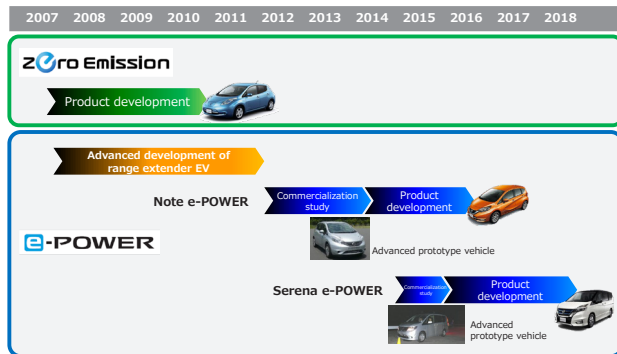 2007 2008 2009 2010 2011 2012 2013 2014 2015 2016 2017 2018
zero Emission
Product development
Advanced development of
range extender EV
Note e-POWER
Commercialization
study
Product
development
e-POWER
Advanced prototype vehicle
Serena e-POWER
Commercialization
study
Product
development
Advanced
prototype vehicle